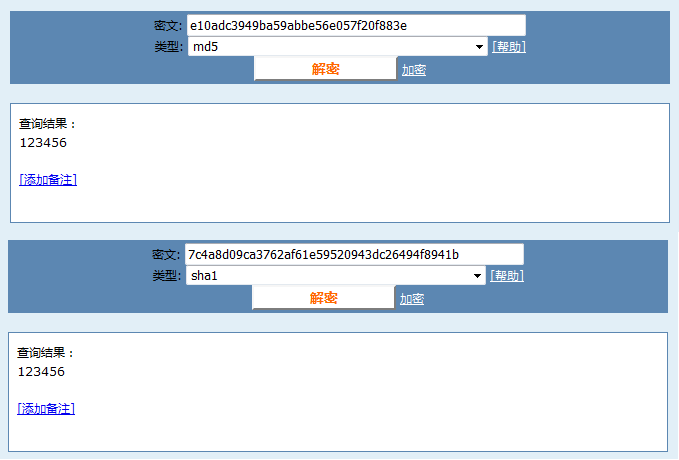 密文: e10adc3949ba59abbe56e057f20f883e
类型: md5 [帮助]
解密 加密
查询结果：
123456
[添加备注]
密文: 7c4a8d09ca3762af61e59520943dc26494f8941b
类型: sha1 [帮助]
解密 加密
查询结果：
123456
[添加备注]